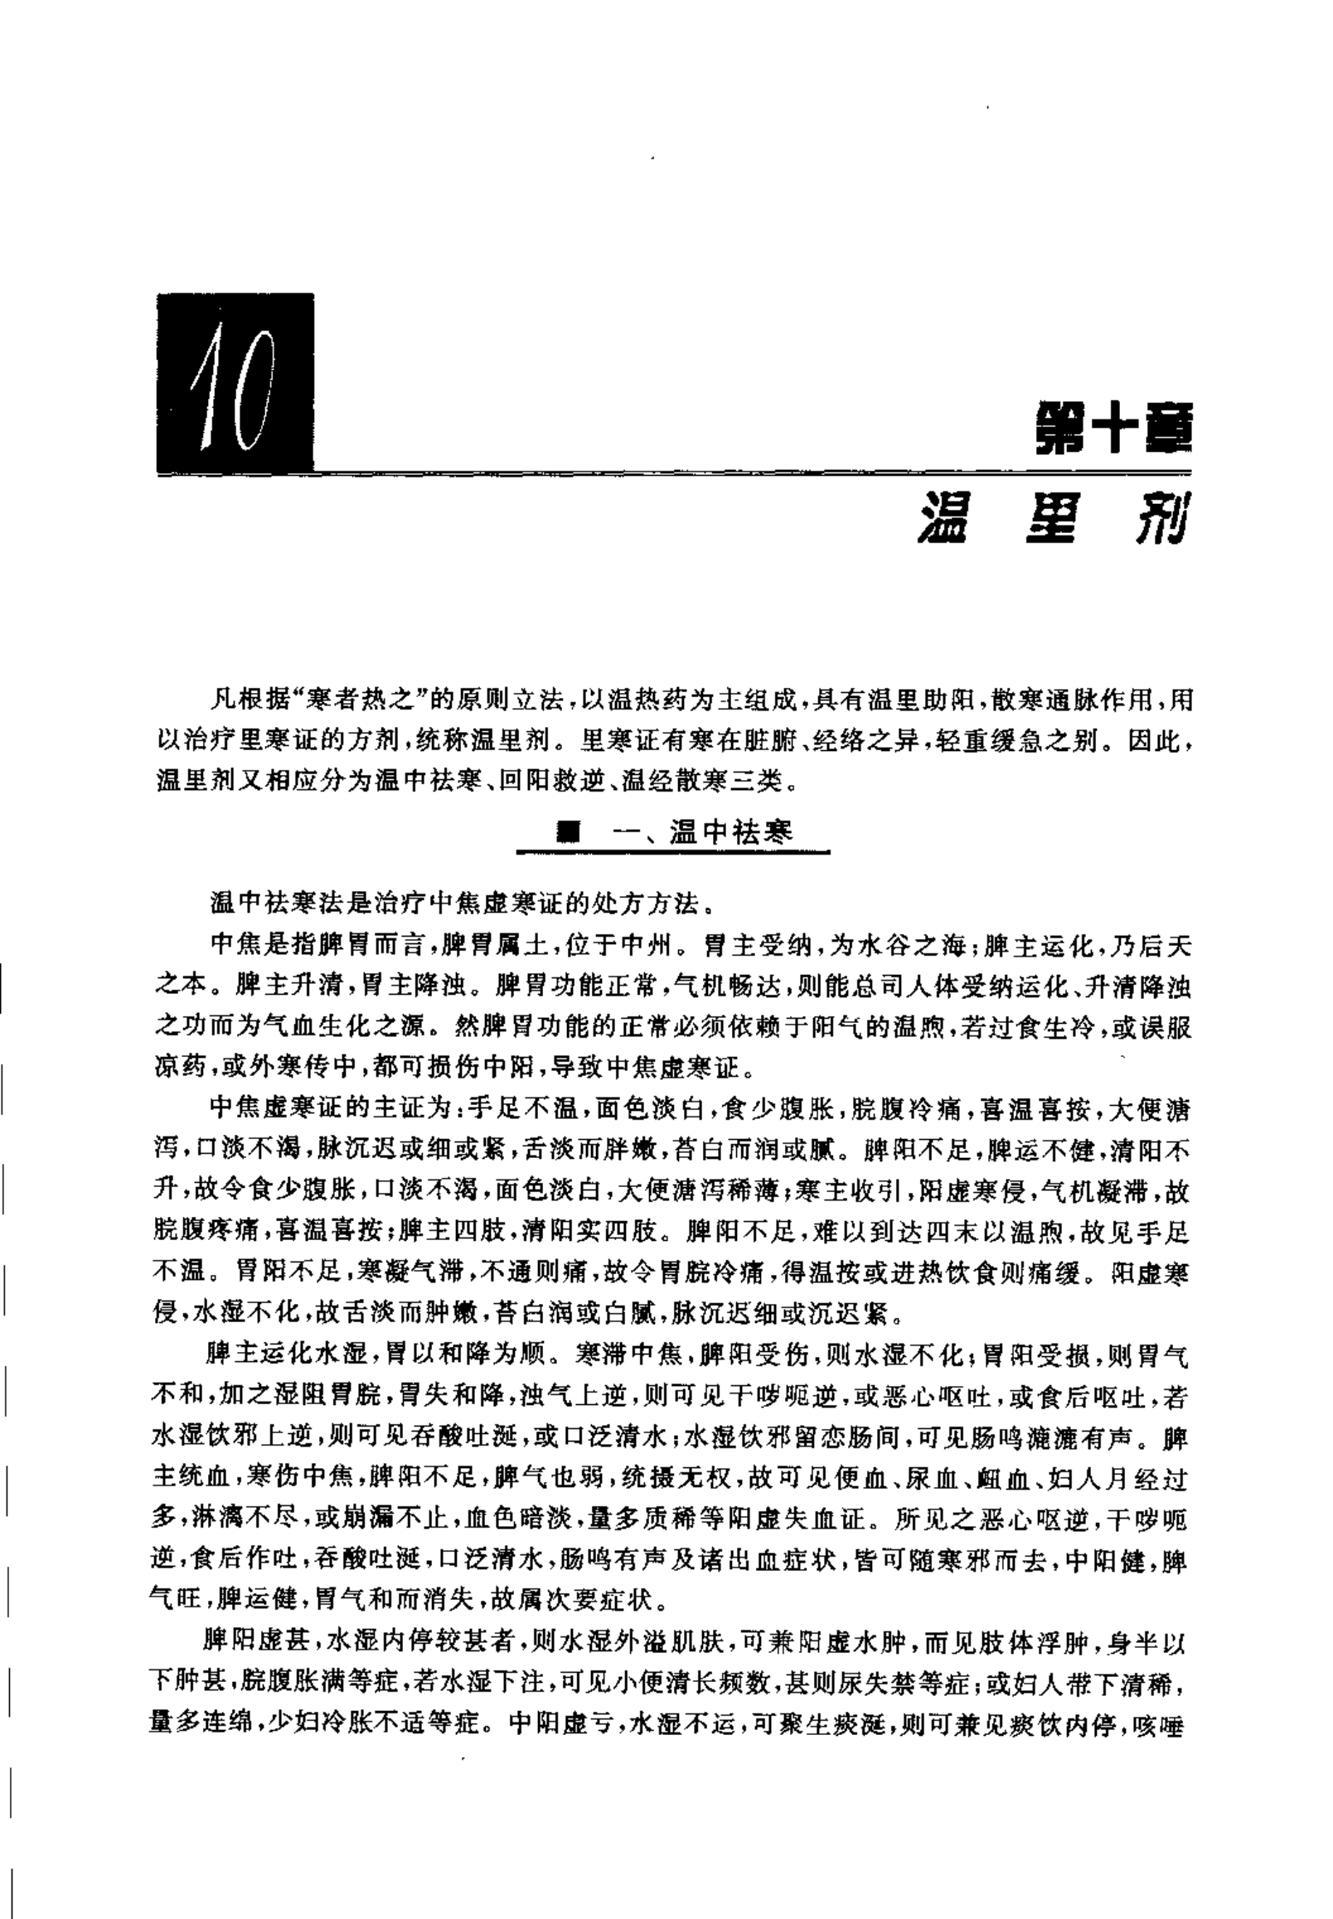 10
第十章
温里剂
凡根据“寒者热之”的原则立法,以温热药为主组成,具有温里助阳,散寒通脉作用,用
以治疗里寒证的方剂,统称温里剂。里寒证有寒在脏腑、经络之异,轻重缓急之别。因此,
温里剂又相应分为温中祛寒、回阳救逆、温经散寒三类。
■ 一、温中祛寒
温中祛寒法是治疗中焦虚寒证的处方方法。
中焦是指脾胃而言,脾胃属土,位于中州。胃主受纳,为水谷之海;脾主运化,乃后天
之本。脾主升清,胃主降浊。脾胃功能正常,气机畅达,则能总司人体受纳运化、升清降浊
之功而为气血生化之源。然脾胃功能的正常必须依赖于阳气的温煦,若过食生冷,或误服
凉药,或外寒传中,都可损伤中阳,导致中焦虚寒证。
中焦虚寒证的主证为:手足不温,面色淡白,食少腹胀,脘腹冷痛,喜温喜按,大便溏
泻,口淡不渴,脉沉迟或细或紧,舌淡而胖嫩,苔白而润或腻。脾阳不足,脾运不健,清阳不
升,故令食少腹胀,口淡不渴,面色淡白,大便溏泻稀薄;寒主收引,阳虚寒侵,气机凝滞,故
脘腹疼痛,喜温喜按;脾主四肢,清阳实四肢。脾阳不足,难以到达四末以温煦,故见手足
不温。胃阳不足,寒凝气滞,不通则痛,故令胃脘冷痛,得温按或进热饮食则痛缓。阳虚寒
侵,水湿不化,故舌淡而肿嫩,苔白润或白腻,脉沉迟细或沉迟紧。
脾主运化水湿,胃以和降为顺。寒滞中焦,脾阳受伤,则水湿不化;胃阳受损,则胃气
不和,加之湿阻胃脘,胃失和降,浊气上逆,则可见干哕呃逆,或恶心呕吐,或食后呕吐,若
水湿饮邪上逆,则可见吞酸吐涎,或口泛清水;水湿饮邪留恋肠间,可见肠鸣漉漉有声。脾
主统血,寒伤中焦,脾阳不足,脾气也弱,统摄无权,故可见便血、尿血、衄血、妇人月经过
多,淋漓不尽,或崩漏不止,血色暗淡,量多质稀等阳虚失血证。所见之恶心呕逆,干哕呃
逆,食后作吐,吞酸吐涎,口泛清水,肠鸣有声及诸出血症状,皆可随寒邪而去,中阳健,脾
气旺,脾运健,胃气和而消失,故属次要症状。
脾阳虚甚,水湿内停较甚者,则水湿外溢肌肤,可兼阳虚水肿,而见肢体浮肿,身半以
下肿甚,脘腹胀满等症,若水湿下注,可见小便清长频数,甚则尿失禁等症;或妇人带下清稀,
量多连绵,少妇冷胀不适等症。中阳虚亏,水湿不运,可聚生痰涎,则可兼见痰饮内停,咳唾